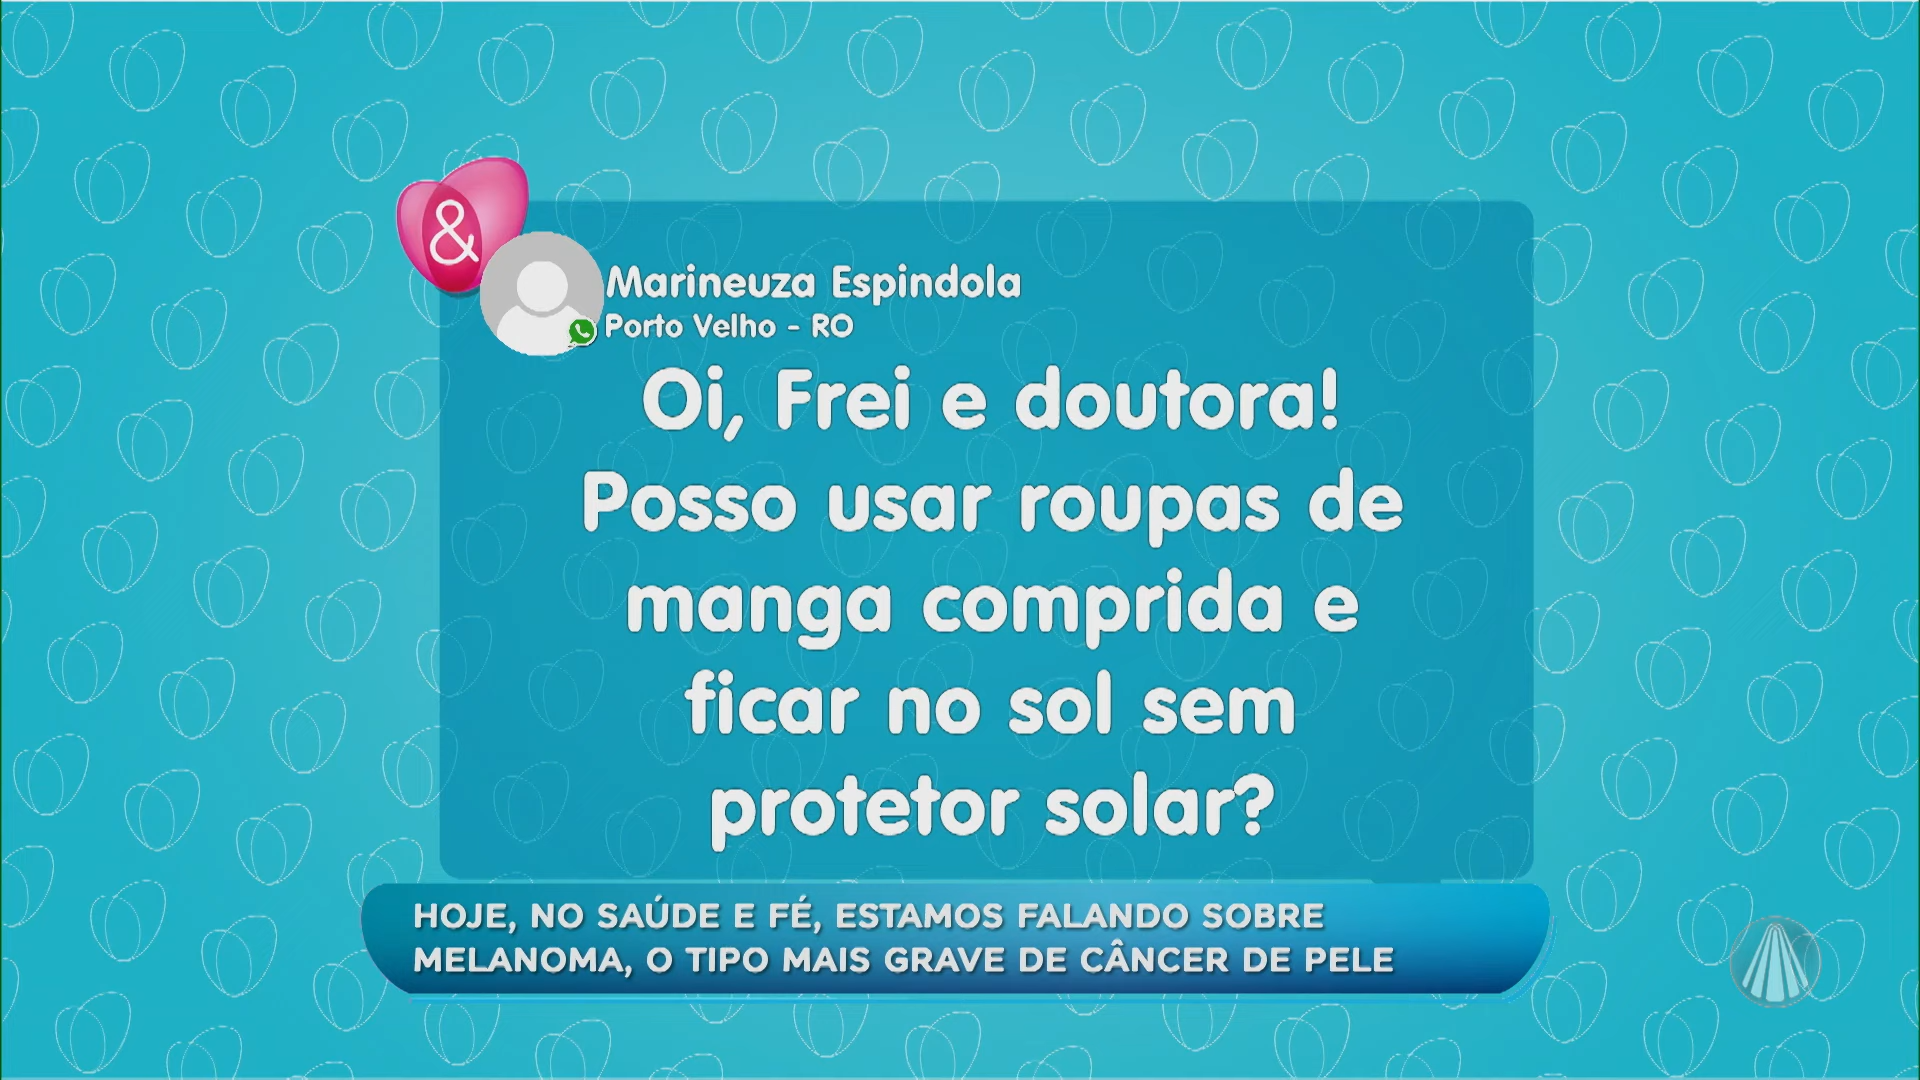 &
Marineuza Espindola
Porto Velho - RO
Oi, Frei e doutora!
Posso usar roupas de
manga comprida e
ficar no sol sem
protetor solar?
HOJE, NO SAÚDE E FÉ, ESTAMOS FALANDO SOBRE
MELANOMA, O TIPO MAIS GRAVE DE CÂNCER DE PELE